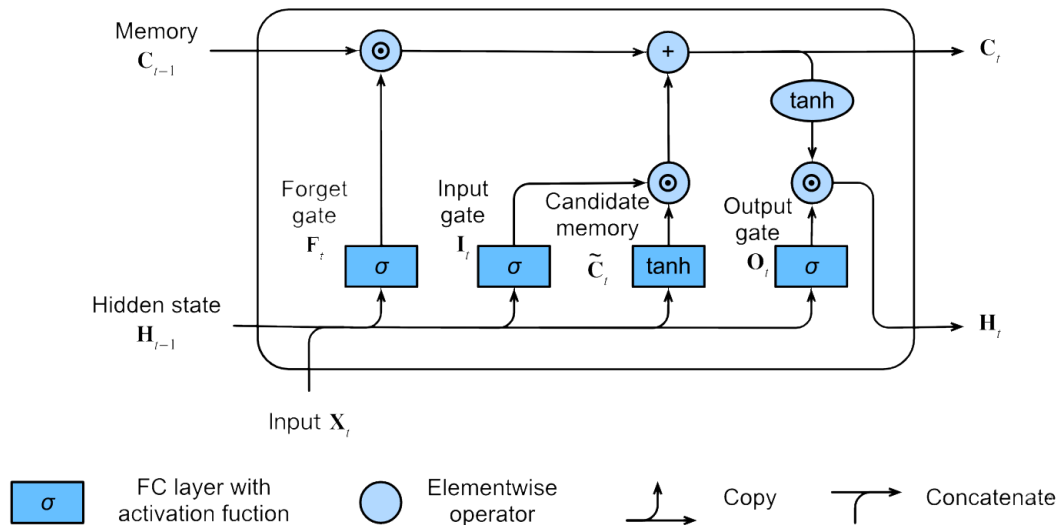 Memory
C_{t−1}
C_t
+
tanh
Forget
gate
F_t
Input
gate
I_t
Candidate
memory
C̃_t
Output
gate
O_t
σ
σ
tanh
σ
Hidden state
H_{t−1}
H_t
Input X_t
σ
FC layer with
activation fuction
Elementwise
operator
Copy
Concatenate